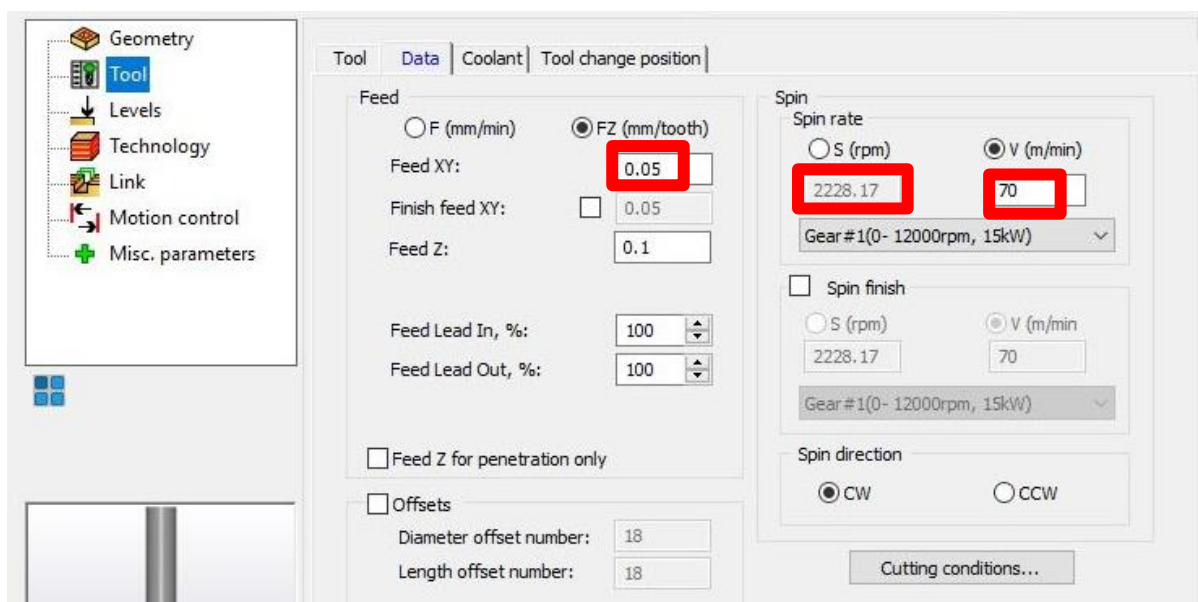 Geometry
Tool
Levels
Technology
Link
Motion control
Misc. parameters
Tool Data Coolant Tool change position
Feed
F (mm/min) FZ (mm/tooth)
Feed XY: 0.05
Finish feed XY: 0.05
Feed Z: 0.1
Feed Lead In, %: 100
Feed Lead Out, %: 100
Feed Z for penetration only
Offsets
Diameter offset number: 18
Length offset number: 18
Spin
Spin rate
S (rpm) V (m/min)
2228.17 70
Gear#1(0- 12000rpm, 15kW)
Spin finish
S (rpm) V (m/min
2228.17 70
Gear#1(0- 12000rpm, 15kW)
Spin direction
CW CCW
Cutting conditions...